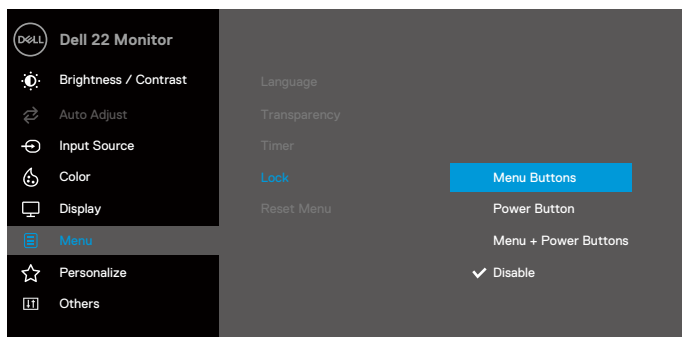 DELL
Dell 22 Monitor
Brightness / Contrast
Auto Adjust
Input Source
Color
Display
Menu
Personalize
Others
Language
Transparency
Timer
Lock
Reset Menu
Menu Buttons
Power Button
Menu + Power Buttons
Disable